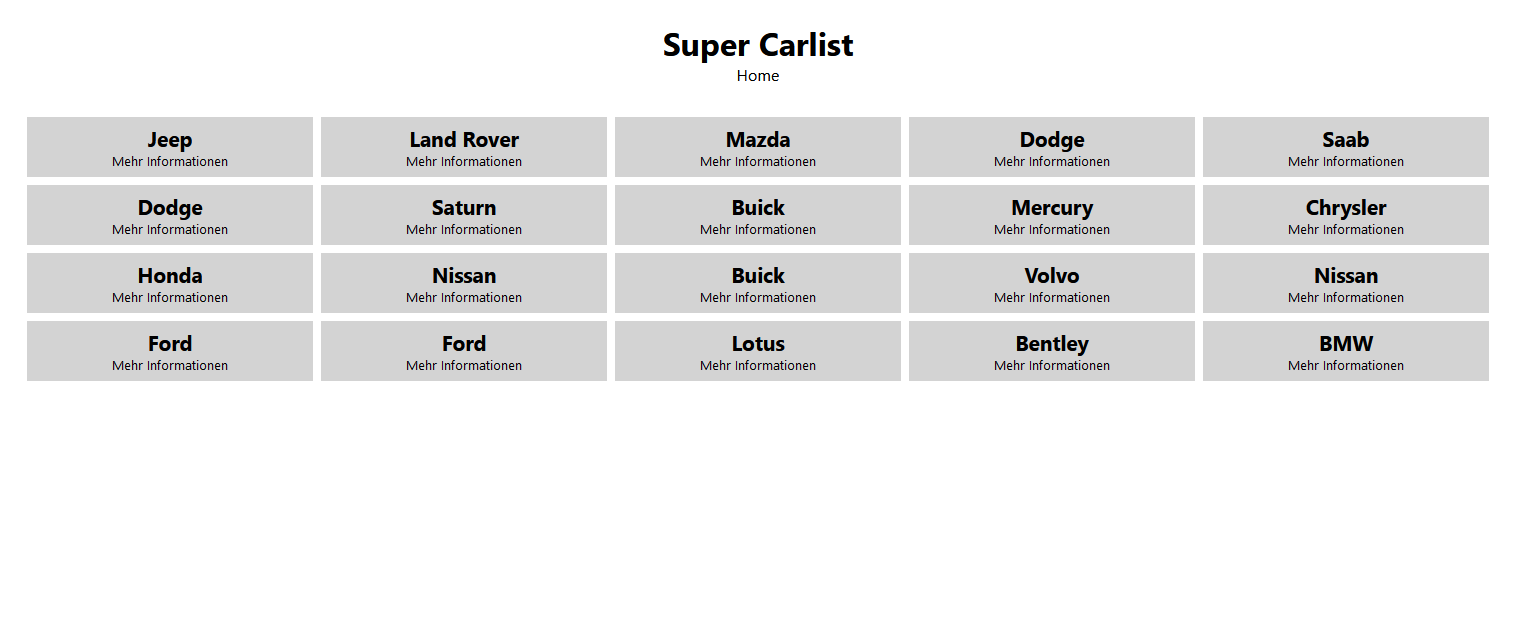 Super Carlist
Home
Jeep
Mehr Informationen
Land Rover
Mehr Informationen
Mazda
Mehr Informationen
Dodge
Mehr Informationen
Saab
Mehr Informationen
Dodge
Mehr Informationen
Saturn
Mehr Informationen
Buick
Mehr Informationen
Mercury
Mehr Informationen
Chrysler
Mehr Informationen
Honda
Mehr Informationen
Nissan
Mehr Informationen
Buick
Mehr Informationen
Volvo
Mehr Informationen
Nissan
Mehr Informationen
Ford
Mehr Informationen
Ford
Mehr Informationen
Lotus
Mehr Informationen
Bentley
Mehr Informationen
BMW
Mehr Informationen